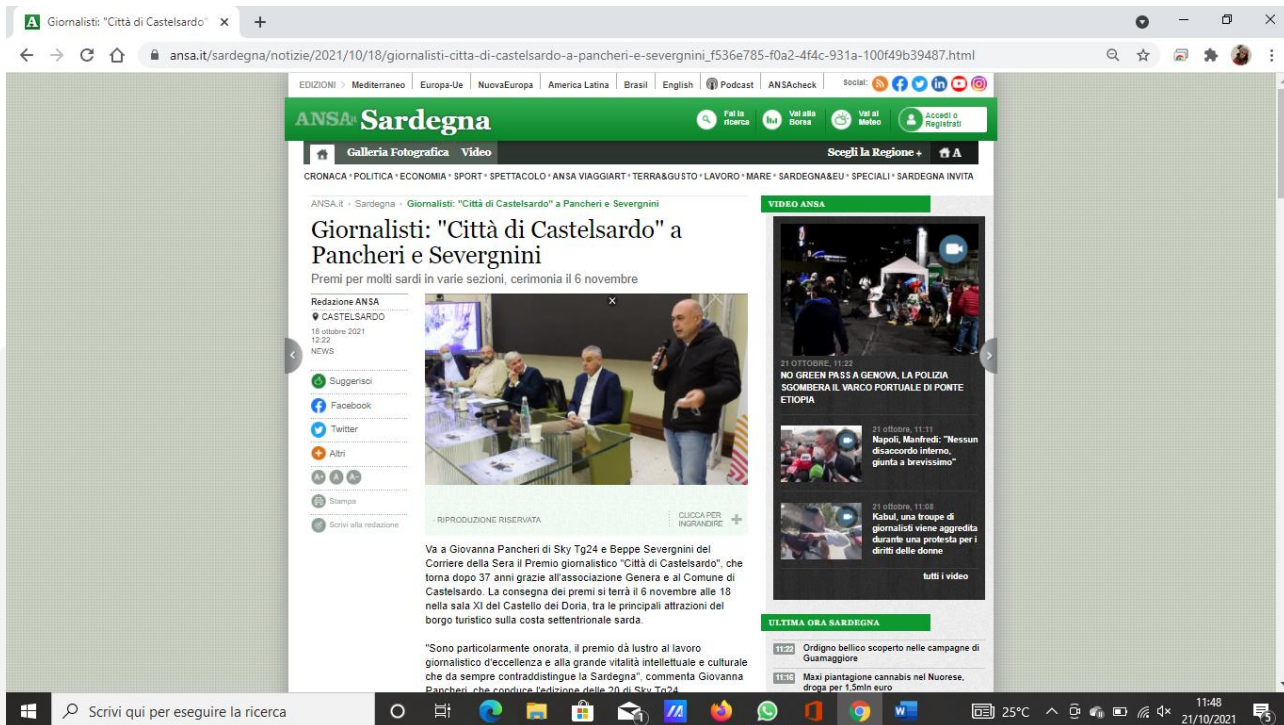 Giornalisti: "Città di Castelsardo"
ansa.it/sardegna/notizie/2021/10/18/giornalisti-citta-di-castelsardo-a-pancheri-e-severgnini_f536e785-f0a2-4f4c-931a-100f49b39487.html
EDIZIONI > Mediterraneo Europa-Ue NuovaEuropa America Latina Brasil English Podcast ANSAcheck Social:
ANSA.it Sardegna
Fai la ricerca
Vai alla Borsa
Vai al Meteo
Accedi o Registrati
Galleria Fotografica Video
Scegli la Regione +
A
CRONACA • POLITICA • ECONOMIA • SPORT • SPETTACOLO • ANSA VIAGGIART • TERRA&GUSTO • LAVORO • MARE • SARDEGNA&EU • SPECIALI • SARDEGNA INVITA
ANSA.it › Sardegna › Giornalisti: "Città di Castelsardo" a Pancheri e Severgnini
Giornalisti: "Città di Castelsardo" a
Pancheri e Severgnini
Premi per molti sardi in varie sezioni, cerimonia il 6 novembre
Redazione ANSA
CASTELSARDO
18 ottobre 2021
12:22
NEWS
Suggerisci
Facebook
Twitter
Altri
A+ A A-
Stampa
Scrivi alla redazione
- RIPRODUZIONE RISERVATA
CLICCA PER
INGRANDIRE +
Va a Giovanna Pancheri di Sky Tg24 e Beppe Severgnini del
Corriere della Sera il Premio giornalistico "Città di Castelsardo", che
torna dopo 37 anni grazie all'associazione Genera e al Comune di
Castelsardo. La consegna dei premi si terrà il 6 novembre alle 18
nella sala XI del Castello dei Doria, tra le principali attrazioni del
borgo turistico sulla costa settentrionale sarda.
"Sono particolarmente onorata, il premio dà lustro al lavoro
giornalistico d'eccellenza e alla grande vitalità intellettuale e culturale
che da sempre contraddistingue la Sardegna", commenta Giovanna
Pancheri, che conduce l'edizione delle 20 di Sky Tg24
VIDEO ANSA
21 OTTOBRE, 11:22
NO GREEN PASS A GENOVA, LA POLIZIA
SGOMBERA IL VARCO PORTUALE DI PONTE
ETIOPIA
21 ottobre, 11:11
Napoli, Manfredi: "Nessun
disaccordo interno,
giunta a brevissimo"
21 ottobre, 11:08
Kabul, una troupe di
giornalisti viene aggredita
durante una protesta per i
diritti delle donne
tutti i video
ULTIMA ORA SARDEGNA
11:22 Ordigno bellico scoperto nelle campagne di
Guamaggiore
11:16 Maxi piantagione cannabis nel Nuorese,
droga per 1,5mln euro
Scrivi qui per eseguire la ricerca
25°C
11:48
21/10/2021